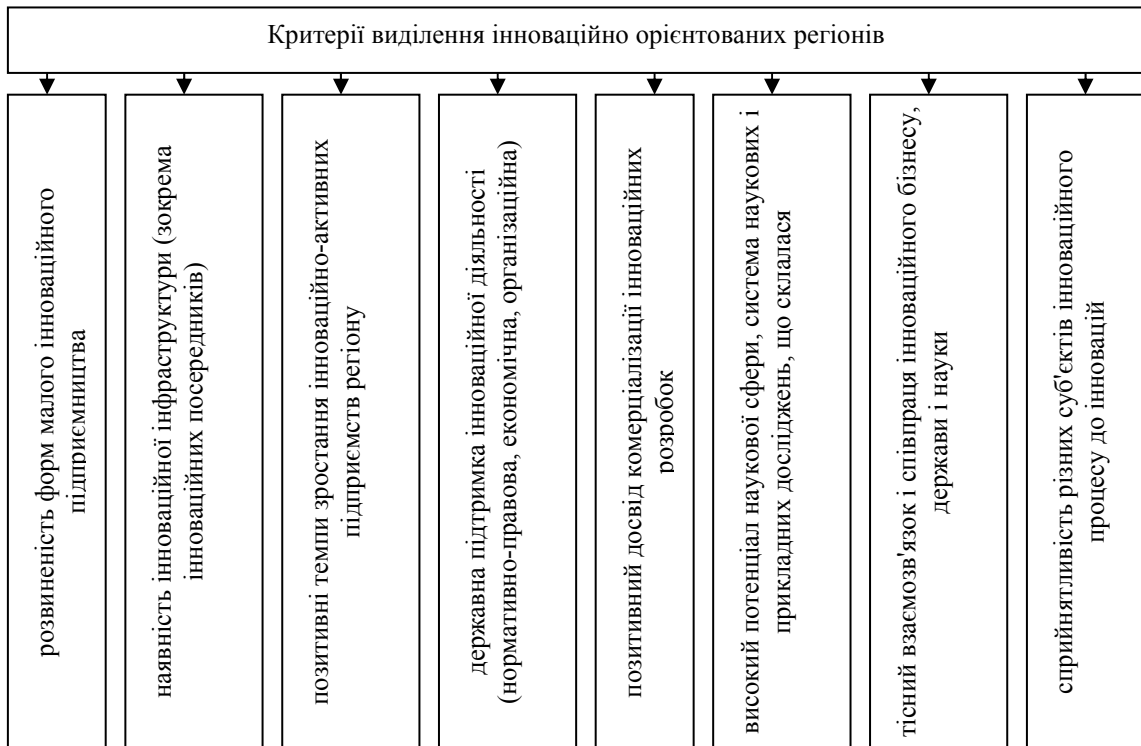 Критерії виділення інноваційно орієнтованих регіонів
розвиненість форм малого інноваційного
підприємництва
наявність інноваційної інфраструктури (зокрема
інноваційних посередників)
позитивні темпи зростання інноваційно-активних
підприємств регіону
державна підтримка інноваційної діяльності
(нормативно-правова, економічна, організаційна)
позитивний досвід комерціалізації інноваційних
розробок
високий потенціал наукової сфери, система наукових і
прикладних досліджень, що склалася
тісний взаємозв'язок і співпраця інноваційного бізнесу,
держави і науки
сприйнятливість різних суб'єктів інноваційного
процесу до інновацій